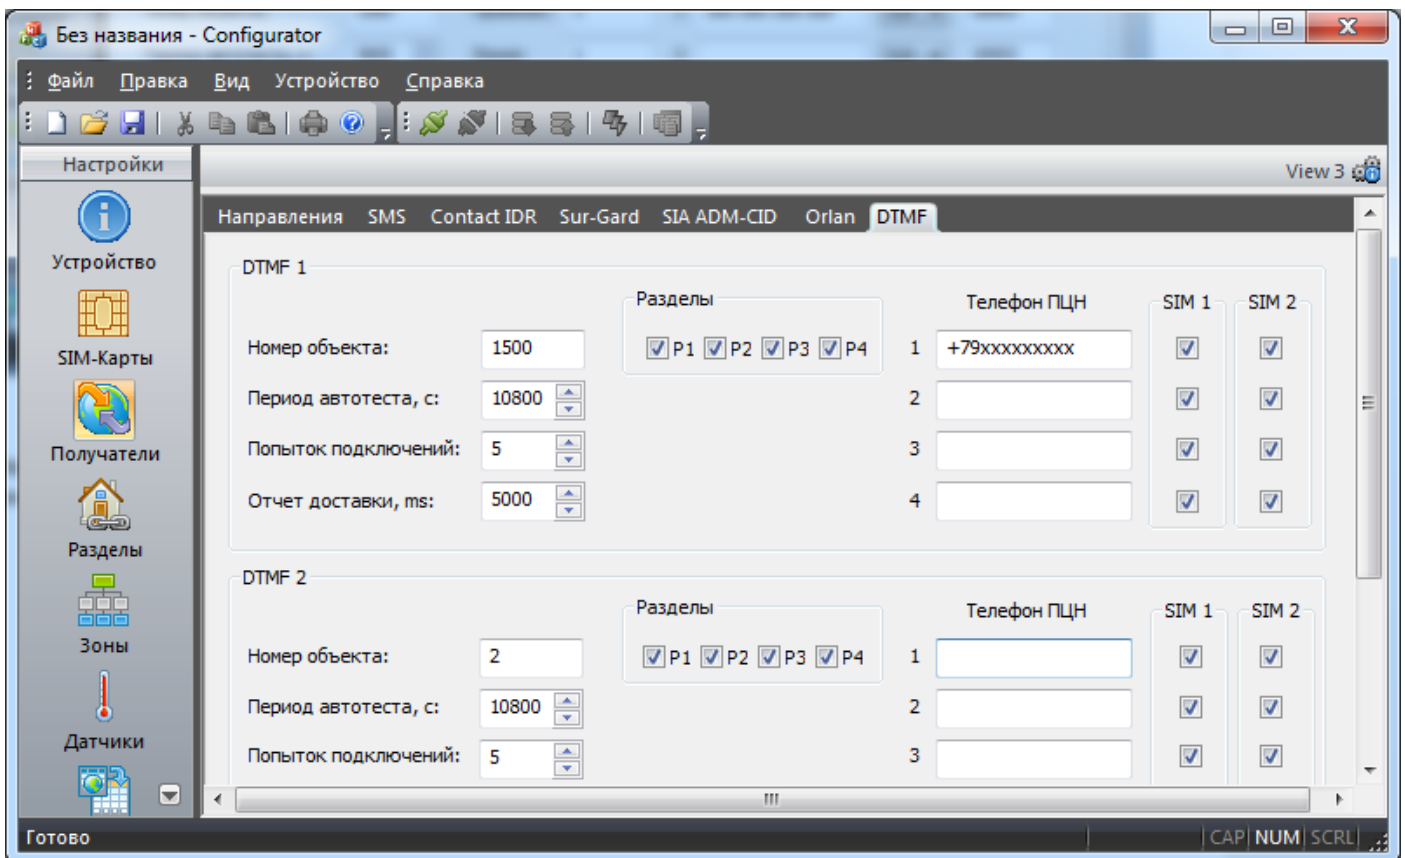 Без названия - Configurator
Файл Правка Вид Устройство Справка
Настройки
View 3
Направления SMS Contact IDR Sur-Gard SIA ADM-CID Orlan DTMF
Устройство
SIM-Карты
Получатели
Разделы
Зоны
Датчики
DTMF 1
Разделы Телефон ПЦН SIM 1 SIM 2
Номер объекта: 1500 P1 P2 P3 P4 1 +79xxxxxxxxx
Период автотеста, с: 10800 2
Попыток подключений: 5 3
Отчет доставки, ms: 5000 4
DTMF 2
Разделы Телефон ПЦН SIM 1 SIM 2
Номер объекта: 2 P1 P2 P3 P4 1
Период автотеста, с: 10800 2
Попыток подключений: 5 3
Готово CAP NUM SCRL